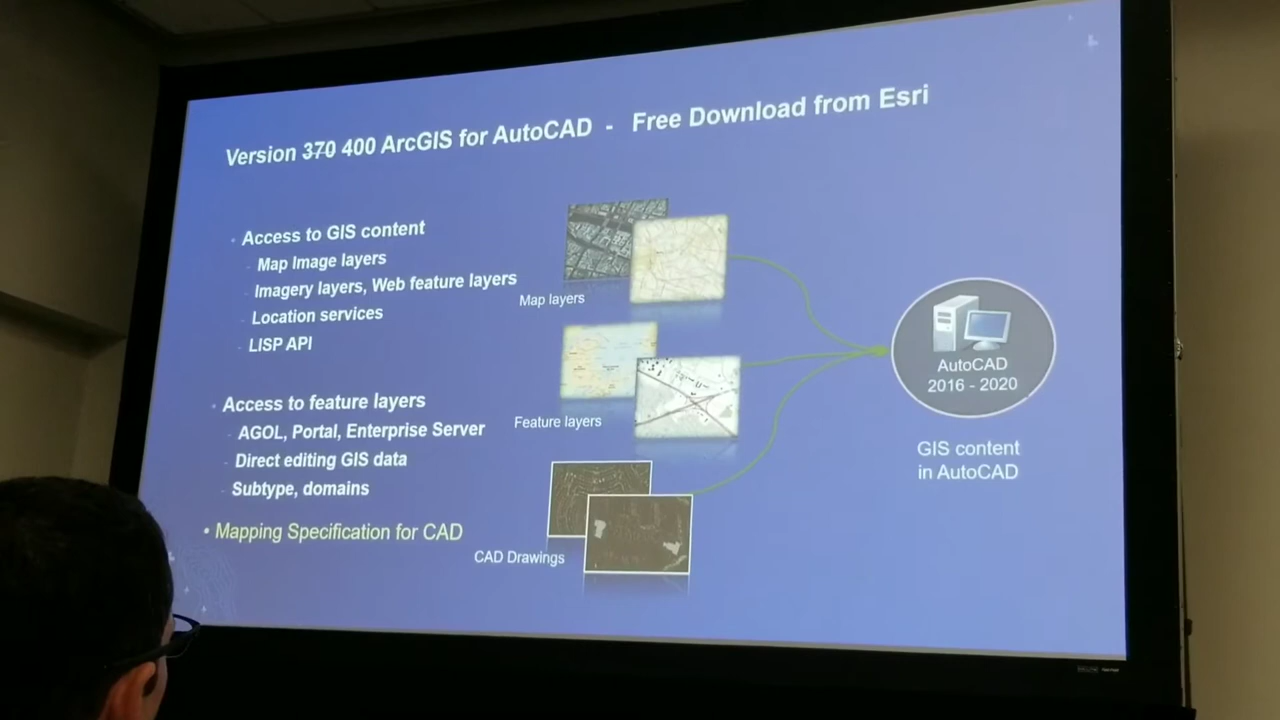 Version 370 400 ArcGIS for AutoCAD - Free Download from Esri
Access to GIS content
Map Image layers
Imagery layers, Web feature layers
Location services
LISP API
Access to feature layers
AGOL, Portal, Enterprise Server
Direct editing GIS data
Subtype, domains
• Mapping Specification for CAD
Map layers
Feature layers
CAD Drawings
AutoCAD
2016 - 2020
GIS content
in AutoCAD